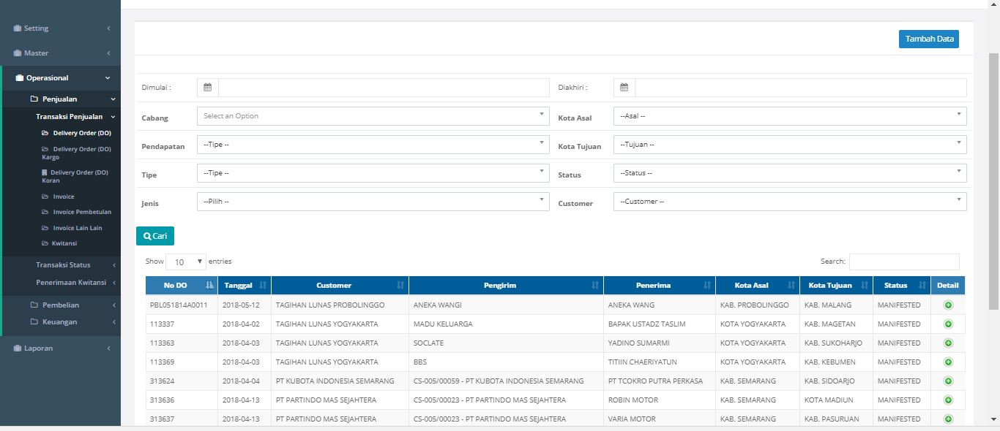 Setting
Master
Operasional
Penjualan
Transaksi Penjualan
Delivery Order (DO)
Delivery Order (DO)
Kargo
Delivery Order (DO)
Koran
Invoice
Invoice Pembetulan
Invoice Lain Lain
Kwitansi
Transaksi Status
Penerimaan Kwitansi
Pembelian
Keuangan
Laporan
Tambah Data
Dimulai : Diakhiri :
Cabang Select an Option Kota Asal --Asal --
Pendapatan --Tipe -- Kota Tujuan --Tujuan --
Tipe --Tipe -- Status --Status --
Jenis --Pilih -- Customer --Customer --
Cari
Show 10 entries Search:
No DO Tanggal Customer Pengirim Penerima Kota Asal Kota Tujuan Status Detail
PBL051814A0011 2018-05-12 TAGIHAN LUNAS PROBOLINGGO ANEKA WANGI ANEKA WANG KAB. PROBOLINGGO KAB. MALANG MANIFESTED
113337 2018-04-02 TAGIHAN LUNAS YOGYAKARTA MADU KELUARGA BAPAK USTADZ TASLIM KOTA YOGYAKARTA KAB. MAGETAN MANIFESTED
113363 2018-04-03 TAGIHAN LUNAS YOGYAKARTA SOCLATE YADINO SUMARMI KOTA YOGYAKARTA KAB. SUKOHARJO MANIFESTED
113369 2018-04-03 TAGIHAN LUNAS YOGYAKARTA BBS TITIIN CHAERIYATUN KOTA YOGYAKARTA KAB. KEBUMEN MANIFESTED
313624 2018-04-04 PT KUBOTA INDONESIA SEMARANG CS-005/00059 - PT KUBOTA INDONESIA SEMARANG PT TCOKRO PUTRA PERKASA KAB. SEMARANG KAB. SIDOARJO MANIFESTED
313636 2018-04-13 PT PARTINDO MAS SEJAHTERA CS-005/00023 - PT PARTINDO MAS SEJAHTERA ROBIN MOTOR KAB. SEMARANG KOTA MADIUN MANIFESTED
313637 2018-04-13 PT PARTINDO MAS SEJAHTERA CS-005/00023 - PT PARTINDO MAS SEJAHTERA VARIA MOTOR KAB. SEMARANG KAB. PASURUAN MANIFESTED